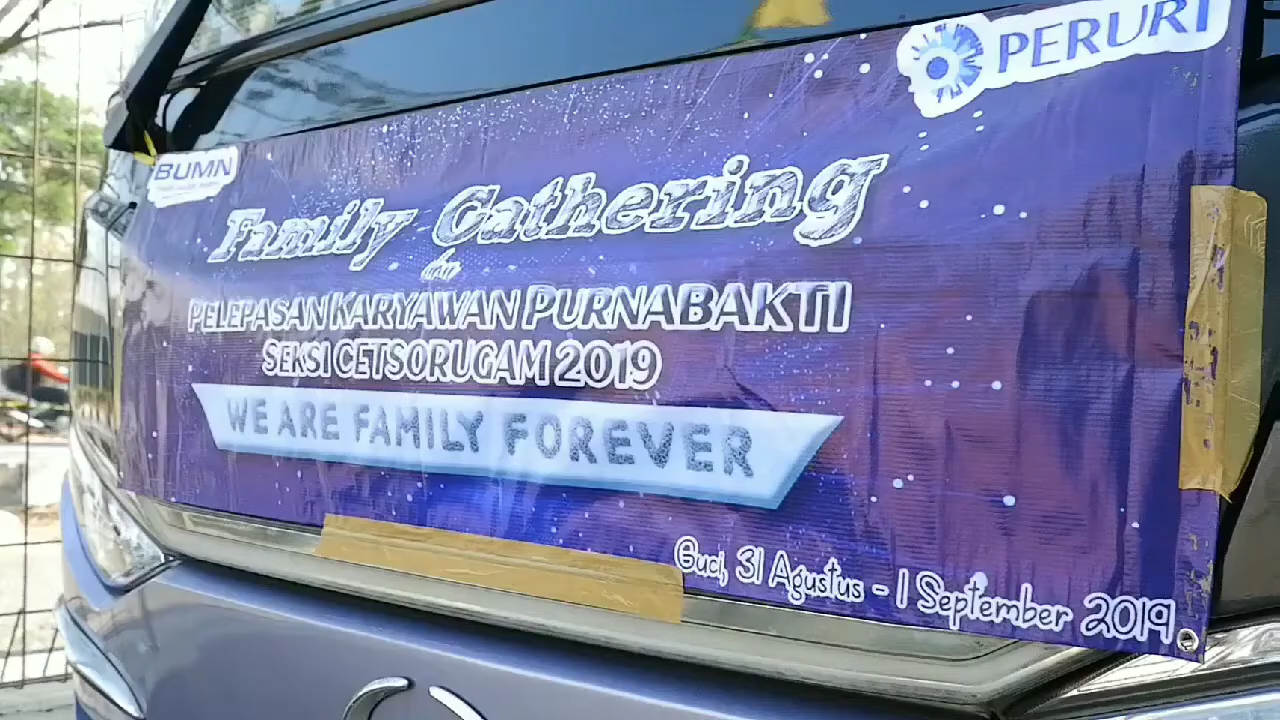 PERURI
BUMN
Family Gathering
dan
PELEPASAN KARYAWAN PURNABAKTI
SEKSI CETSORUGAM 2019
WE ARE FAMILY FOREVER
Guci, 31 Agustus - 1 September 2019